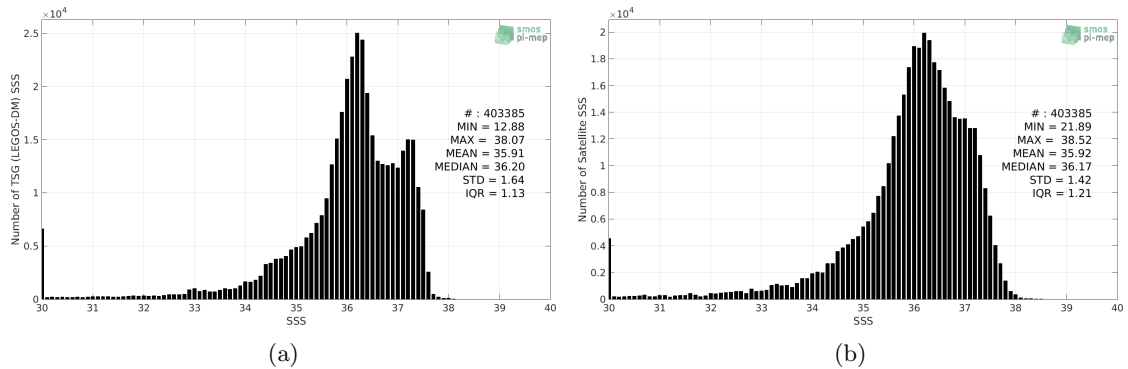 ×10⁴
2.5
2
1.5
1
0.5
0
30 31 32 33 34 35 36 37 38 39 40
SSS
Number of TSG (LEGOS-DM) SSS
smos
pi-mep
# : 403385
MIN = 12.88
MAX = 38.07
MEAN = 35.91
MEDIAN = 36.20
STD = 1.64
IQR = 1.13
(a)
×10⁴
2
1.8
1.6
1.4
1.2
1
0.8
0.6
0.4
0.2
0
30 31 32 33 34 35 36 37 38 39 40
SSS
Number of Satellite SSS
smos
pi-mep
# : 403385
MIN = 21.89
MAX = 38.52
MEAN = 35.92
MEDIAN = 36.17
STD = 1.42
IQR = 1.21
(b)